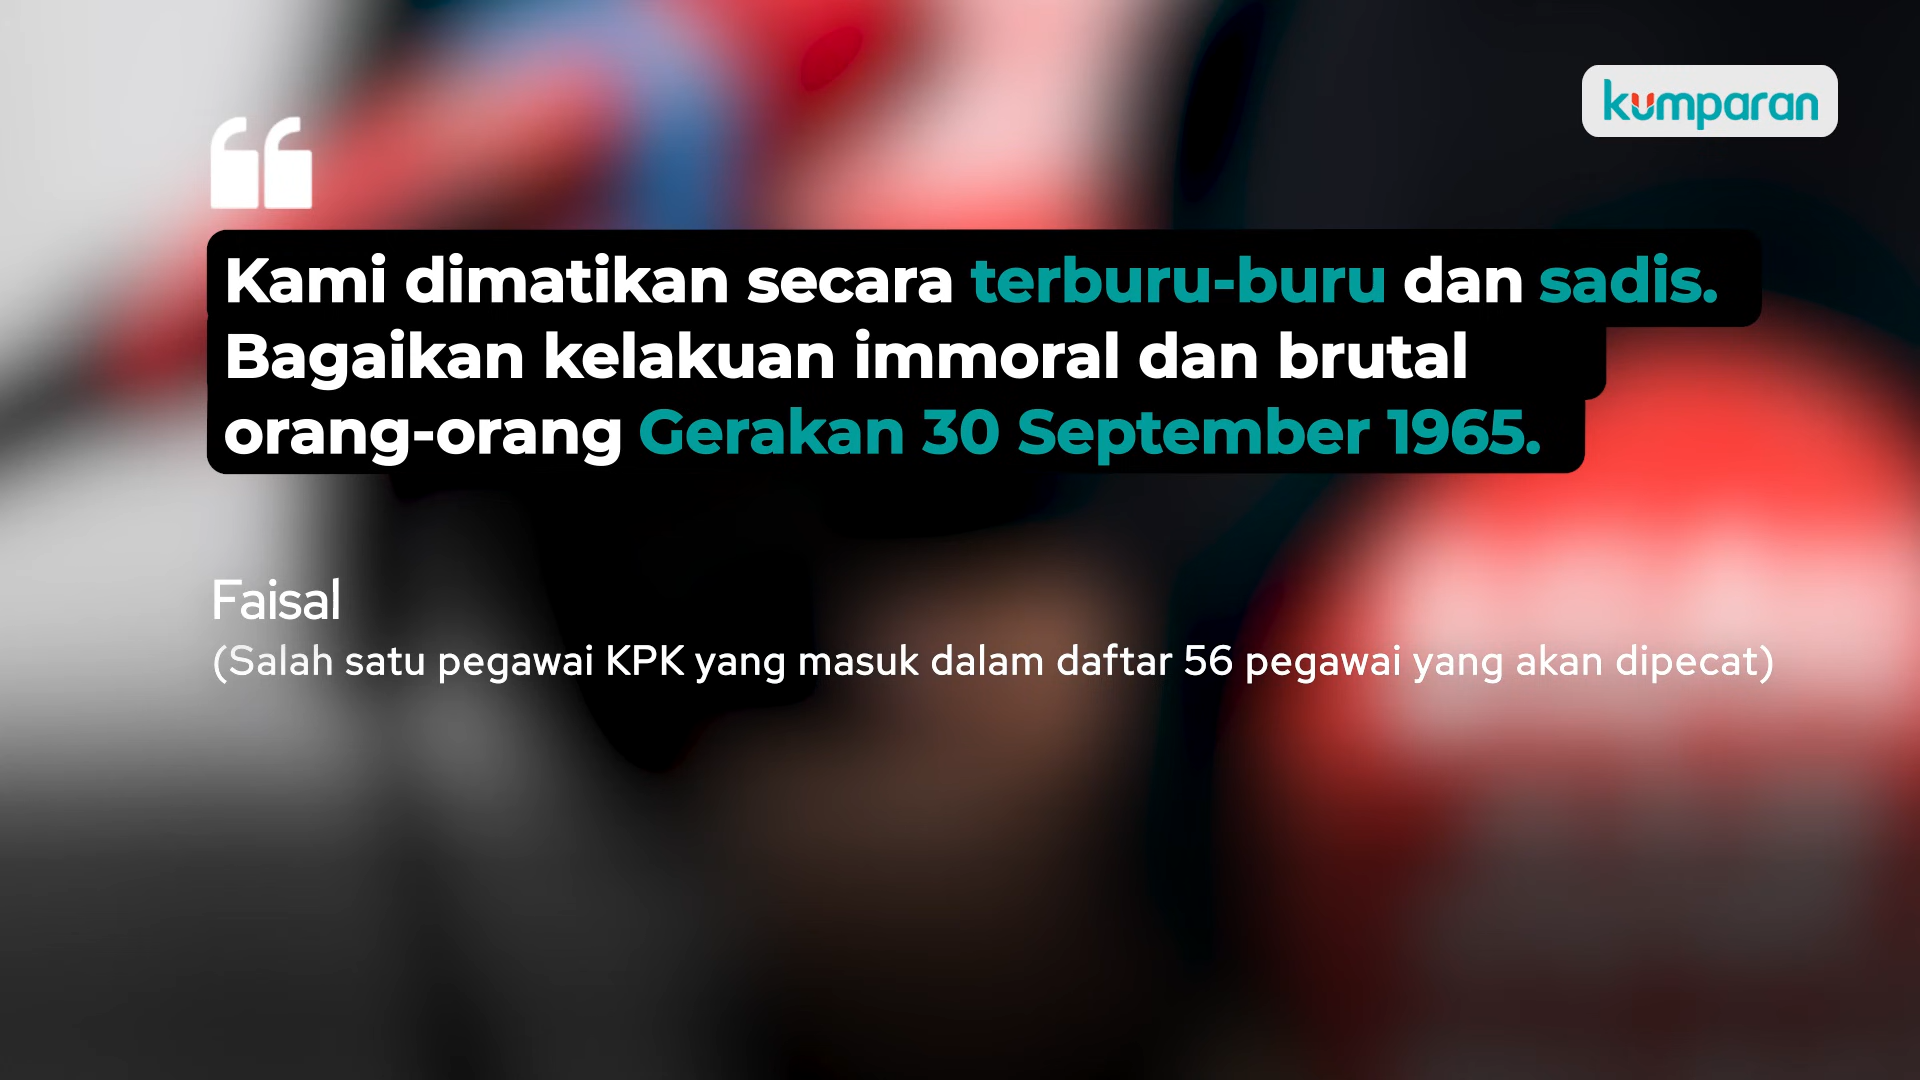 kumparan
Kami dimatikan secara terburu-buru dan sadis.
Bagaikan kelakuan immoral dan brutal
orang-orang Gerakan 30 September 1965.
Faisal
(Salah satu pegawai KPK yang masuk dalam daftar 56 pegawai yang akan dipecat)